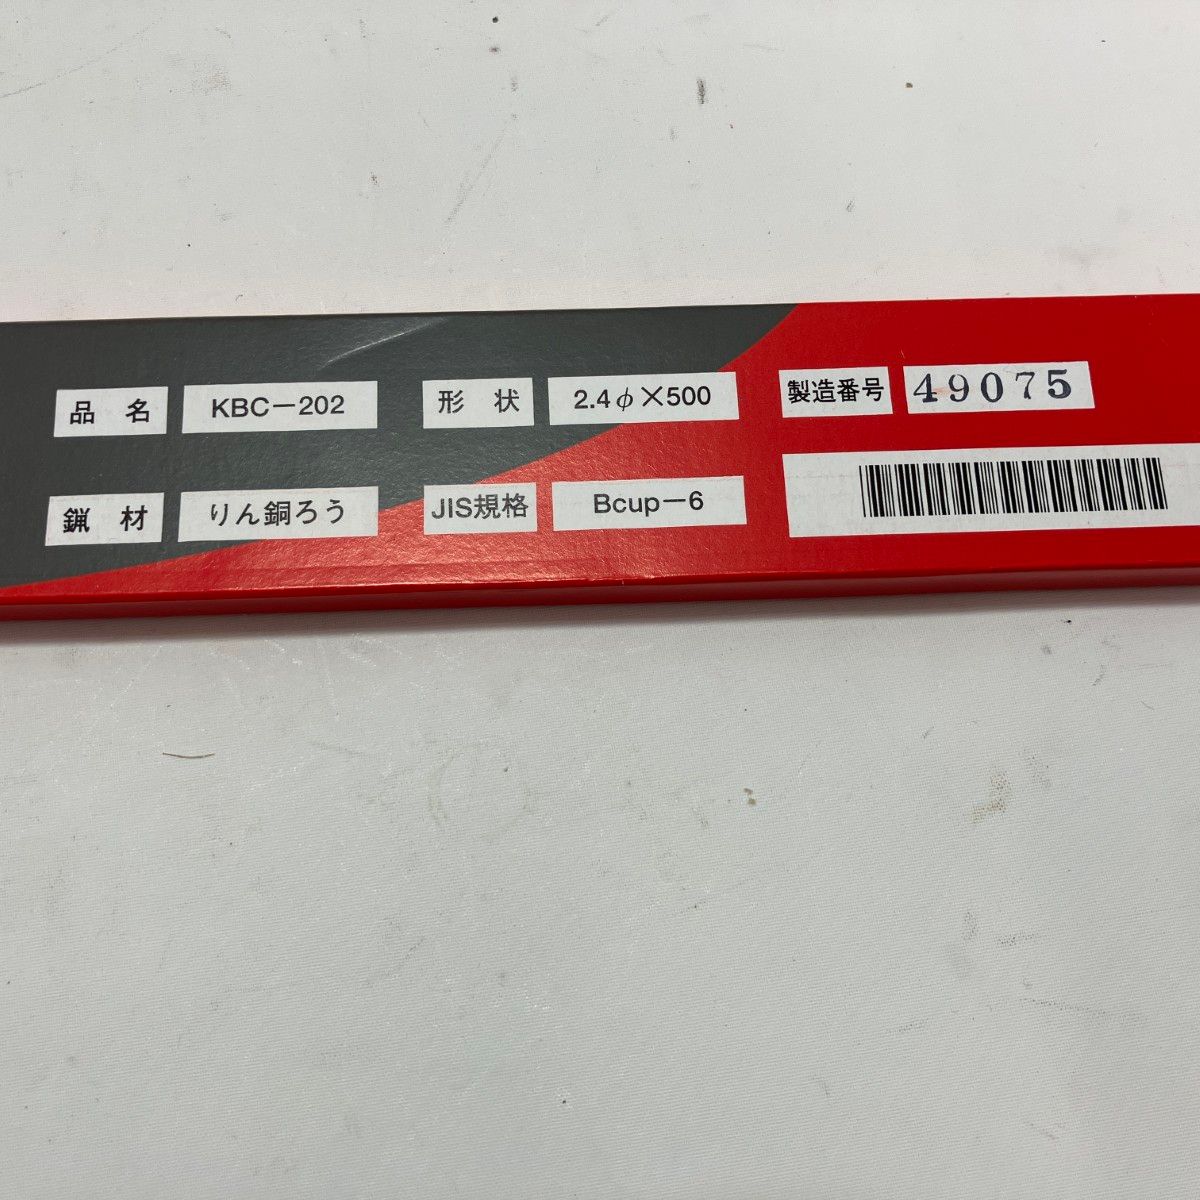 品 名 KBC-202 形 状 2.4φ×500 製造番号 49075
鑞 材 りん銅ろう JIS規格 Bcup-6